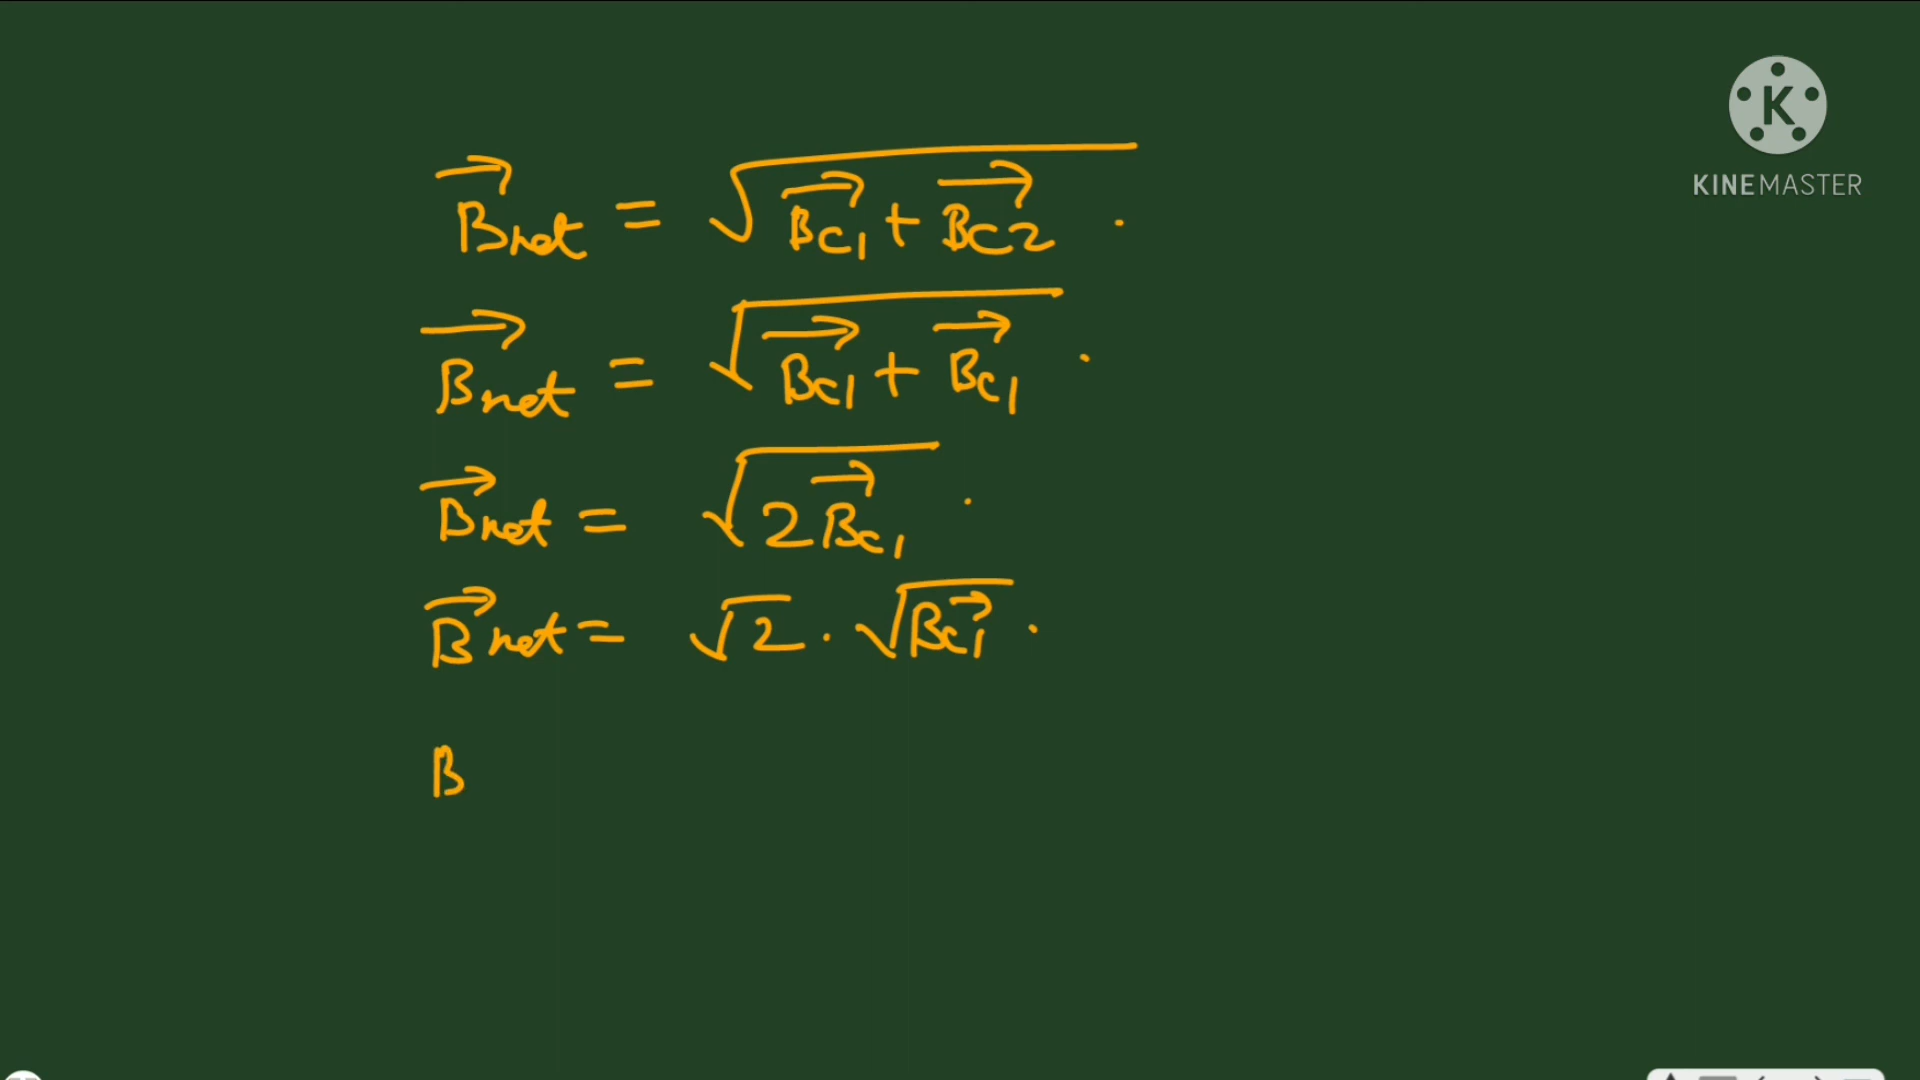 K
KINEMASTER
B⃗net = √(B⃗c1 + B⃗c2) .
B⃗net = √(B⃗c1 + B⃗c1) .
B⃗net = √(2B⃗c1) .
B⃗net = √2 . √(B⃗c1) .
B